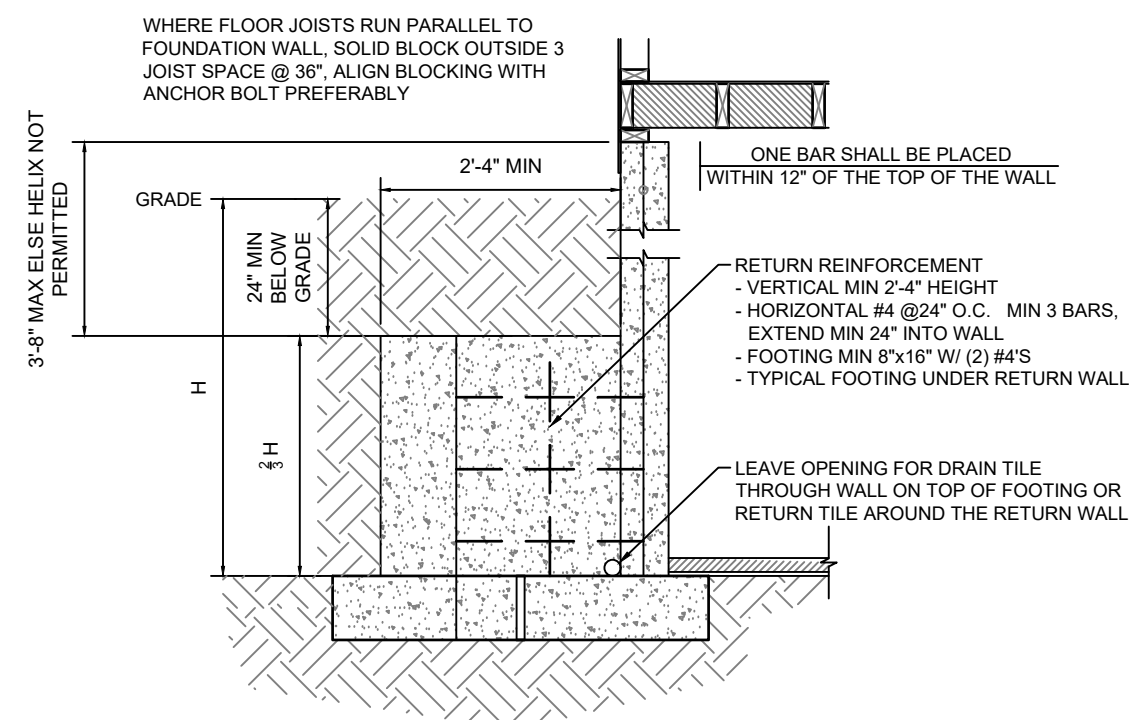 WHERE FLOOR JOISTS RUN PARALLEL TO
FOUNDATION WALL, SOLID BLOCK OUTSIDE 3
JOIST SPACE @ 36", ALIGN BLOCKING WITH
ANCHOR BOLT PREFERABLY
3'-8" MAX ELSE HELIX NOT
PERMITTED
2'-4" MIN
ONE BAR SHALL BE PLACED
WITHIN 12" OF THE TOP OF THE WALL
GRADE
24" MIN
BELOW
GRADE
H
2/3 H
RETURN REINFORCEMENT
- VERTICAL MIN 2'-4" HEIGHT
- HORIZONTAL #4 @24" O.C. MIN 3 BARS,
EXTEND MIN 24" INTO WALL
- FOOTING MIN 8"x16" W/ (2) #4'S
- TYPICAL FOOTING UNDER RETURN WALL
LEAVE OPENING FOR DRAIN TILE
THROUGH WALL ON TOP OF FOOTING OR
RETURN TILE AROUND THE RETURN WALL